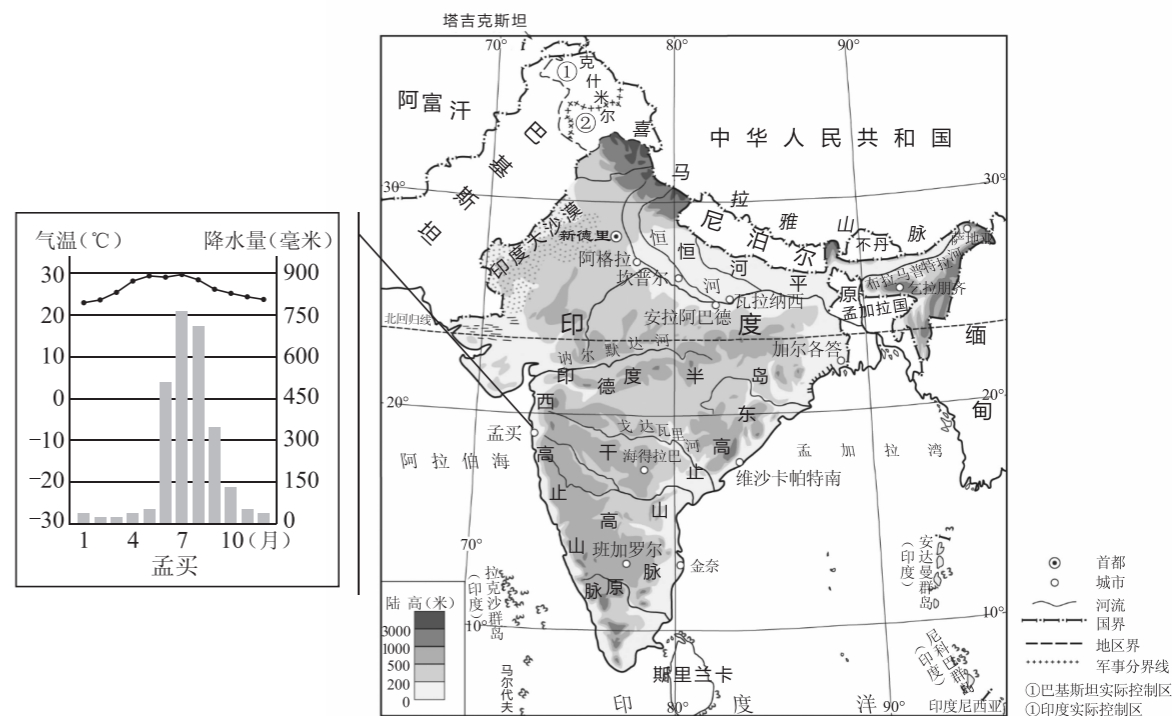 气温(℃)
降水量(毫米)
30
20
10
0
−10
−20
−30
900
750
600
450
300
150
0
1
4
7
10(月)
孟买
塔吉克斯坦
70°
80°
90°
阿富汗
①
克什米尔
②
巴基斯坦
中华人民共和国
喜马拉雅山脉
30°
30°
印度大沙漠
新德里
阿格拉
坎普尔
恒河
恒河平原
尼泊尔
不丹
萨地亚
布拉马普特拉河
乞拉朋齐
孟加拉国
瓦拉纳西
安拉阿巴德
北回归线
印度
缅甸
加尔各答
讷尔默达河
印度半岛
德干高原
西高止山脉
东高止山脉
20°
20°
孟买
戈达瓦里河
海得拉巴
维沙卡帕特南
阿拉伯海
孟加拉湾
班加罗尔
金奈
70°
拉克沙群岛
(印度)
安达曼群岛
(印度)
10°
10°
尼科巴群岛
(印度)
马尔代夫
斯里兰卡
印度洋
80°
90°
印度尼西亚
陆高(米)
3000
1000
500
200
0
首都
城市
河流
国界
地区界
军事分界线
①巴基斯坦实际控制区
①印度实际控制区